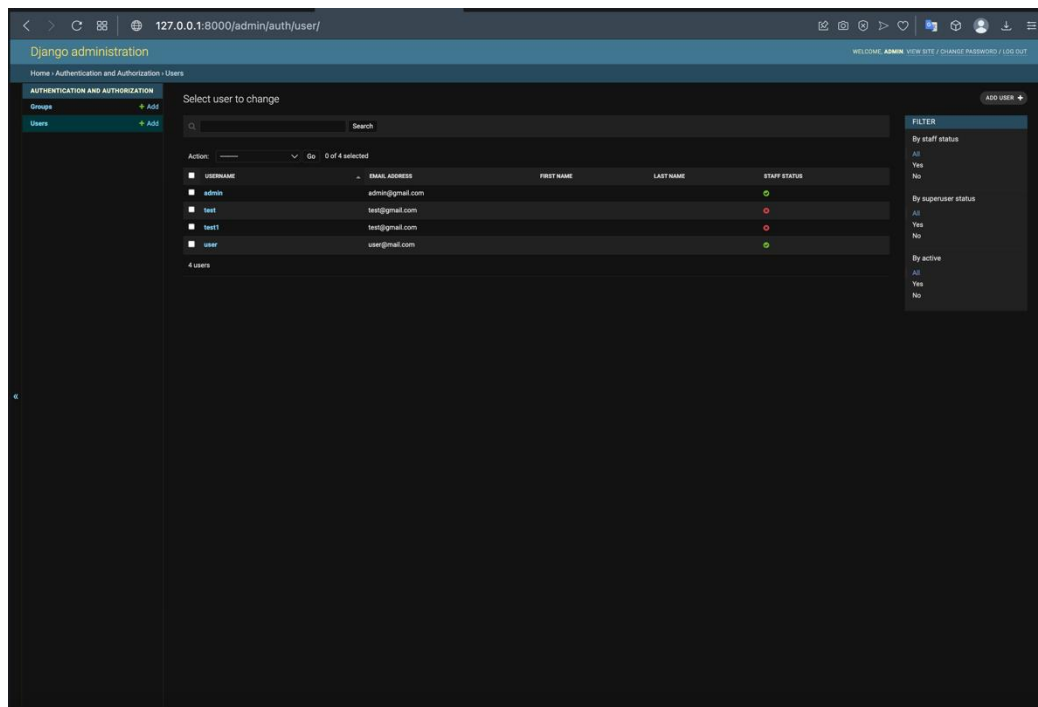 127.0.0.1:8000/admin/auth/user/
Django administration
WELCOME, ADMIN. VIEW SITE / CHANGE PASSWORD / LOG OUT
Home › Authentication and Authorization › Users
AUTHENTICATION AND AUTHORIZATION
Groups + Add
Users + Add
Select user to change
ADD USER +
Search
Action: --------- Go 0 of 4 selected
USERNAME EMAIL ADDRESS FIRST NAME LAST NAME STAFF STATUS
admin admin@gmail.com
test test@gmail.com
test1 test@gmail.com
user user@mail.com
4 users
FILTER
By staff status
All
Yes
No
By superuser status
All
Yes
No
By active
All
Yes
No
«